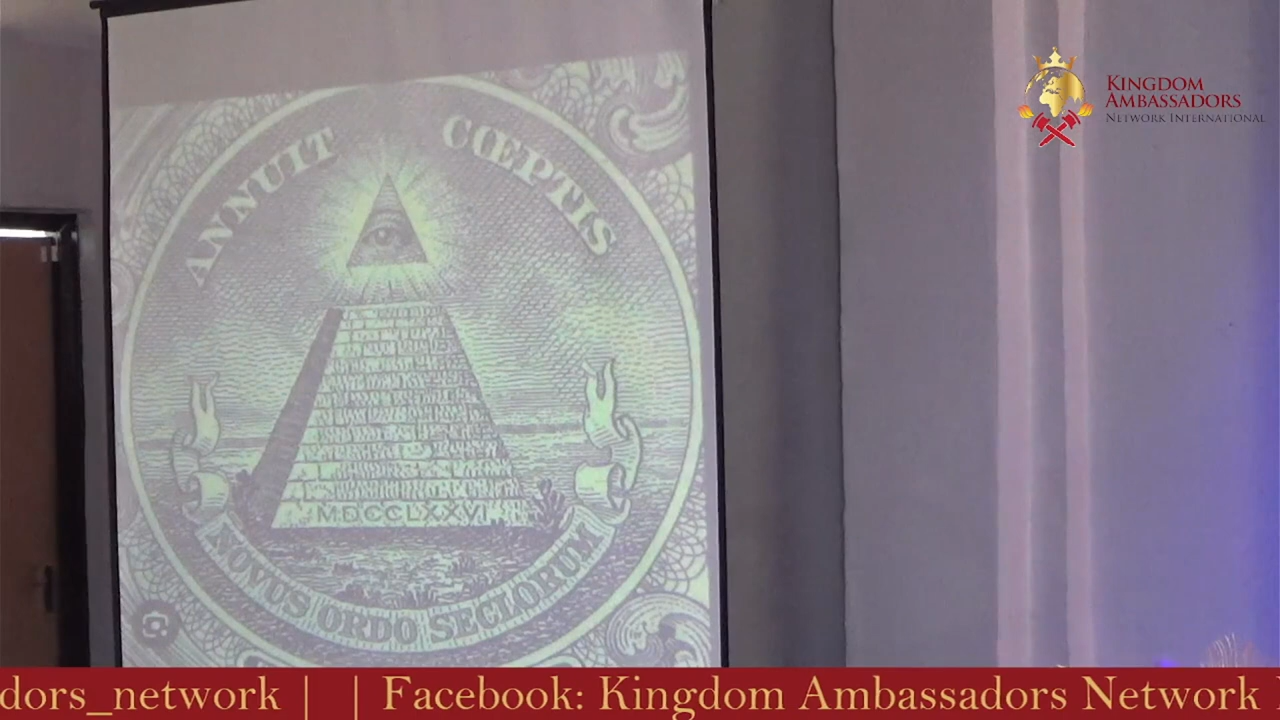 ANNUIT CŒPTIS
MDCCLXXVI
NOVUS ORDO SECLORUM
KINGDOM
AMBASSADORS
NETWORK INTERNATIONAL
dors_network | | Facebook: Kingdom Ambassadors Network